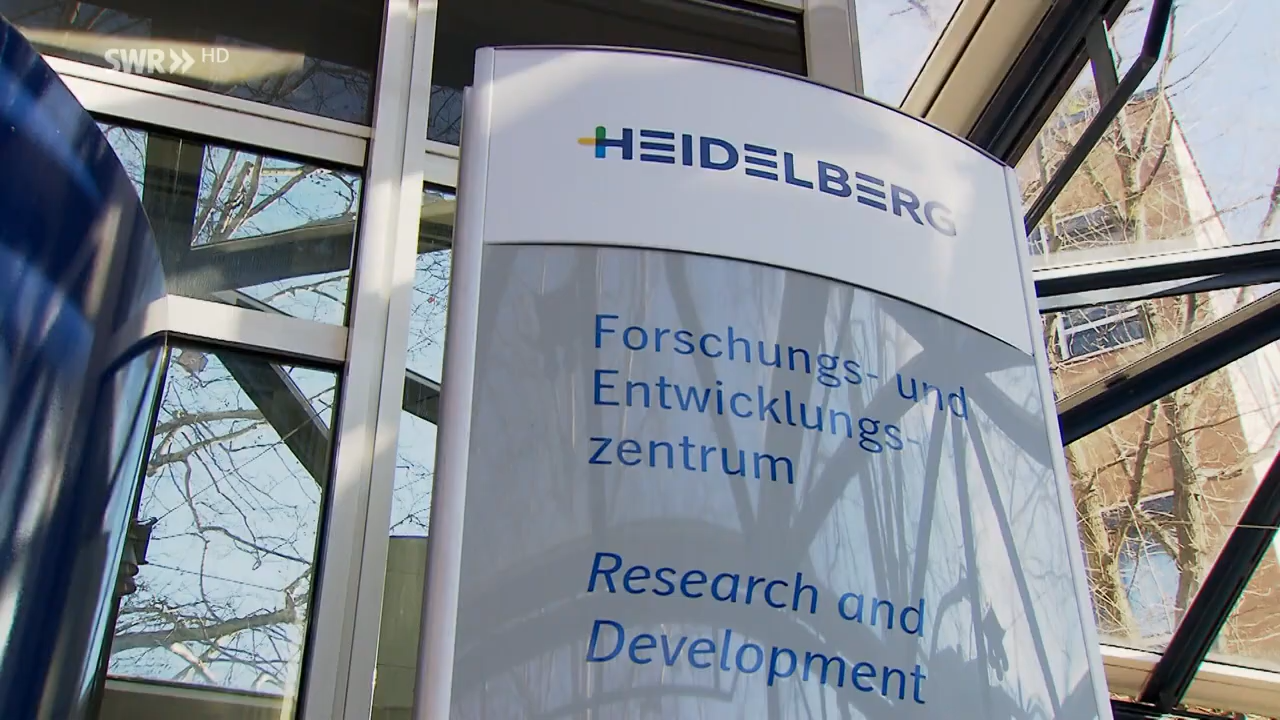 SWR HD
HEIDELBERG
Forschungs- und
Entwicklungs-
zentrum
Research and
Development